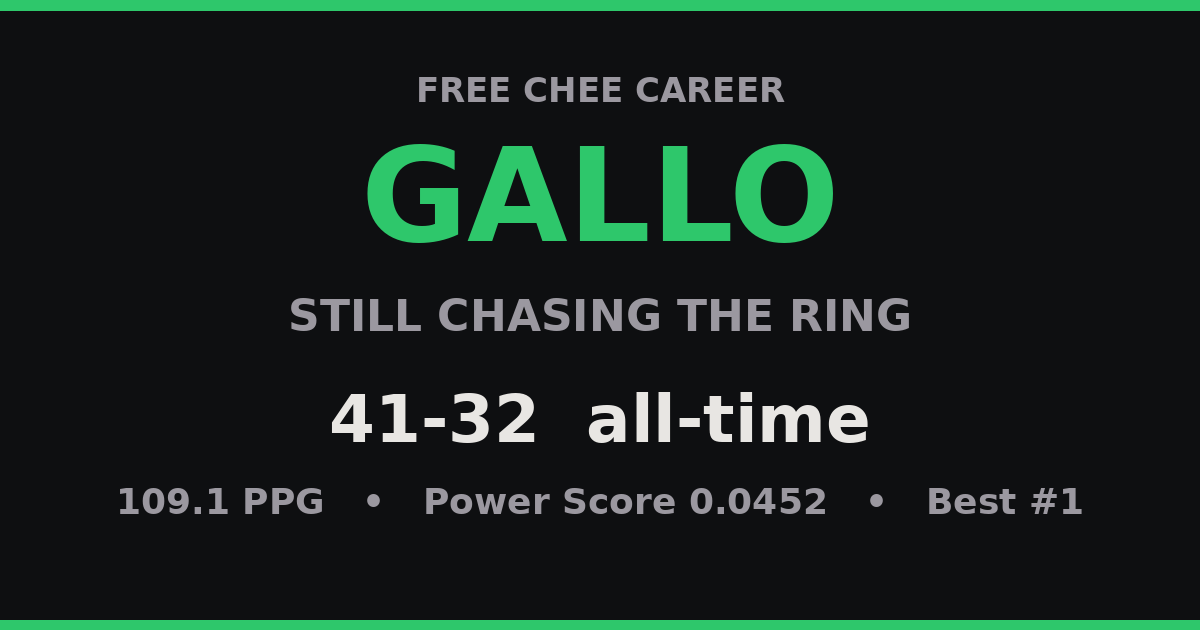 FREE CHEE CAREER
GALLO
STILL CHASING THE RING
41-32 all-time
109.1 PPG • Power Score 0.0452 • Best #1